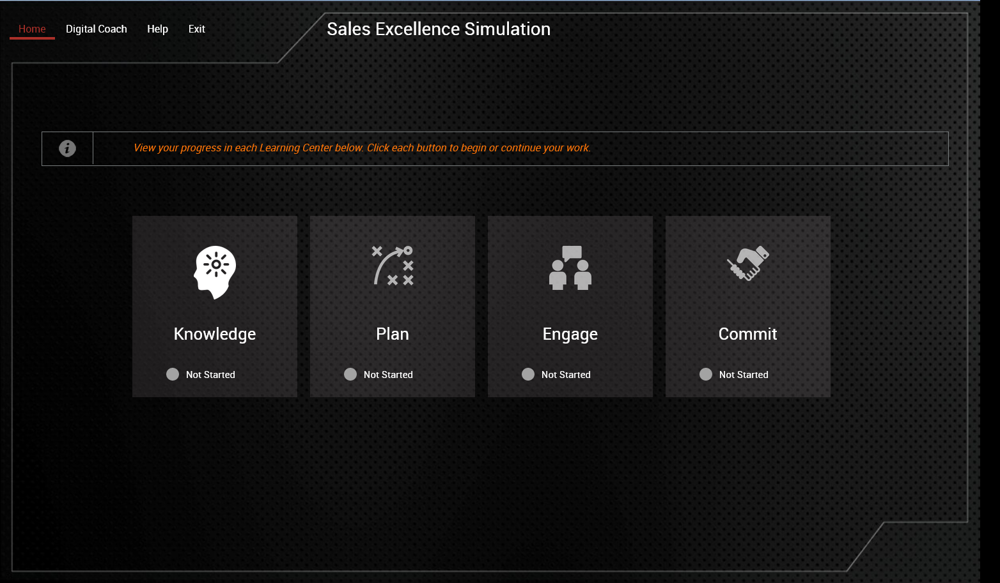 Home Digital Coach Help Exit
Sales Excellence Simulation
View your progress in each Learning Center below. Click each button to begin or continue your work.
Knowledge
Not Started
Plan
Not Started
Engage
Not Started
Commit
Not Started